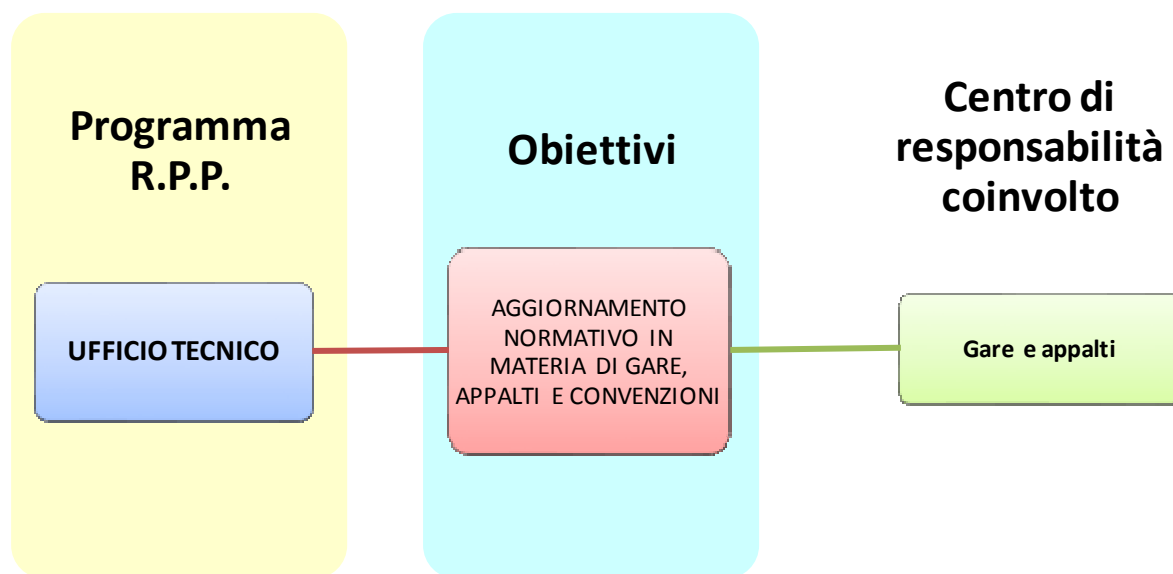 Programma
R.P.P.
Obiettivi
Centro di
responsabilità
coinvolto
UFFICIO TECNICO
AGGIORNAMENTO
NORMATIVO IN
MATERIA DI GARE,
APPALTI E CONVENZIONI
Gare e appalti